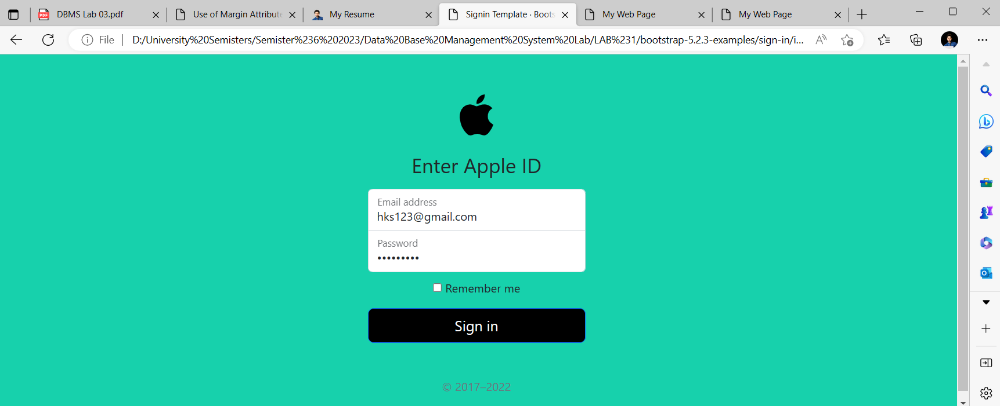 DBMS Lab 03.pdf
Use of Margin Attribute
My Resume
Signin Template · Boots
My Web Page
My Web Page
File
D:/University%20Semisters/Semister%236%202023/Data%20Base%20Management%20System%20Lab/LAB%231/bootstrap-5.2.3-examples/sign-in/i...
Enter Apple ID
Email address
hks123@gmail.com
Password
•••••••••
Remember me
Sign in
© 2017–2022